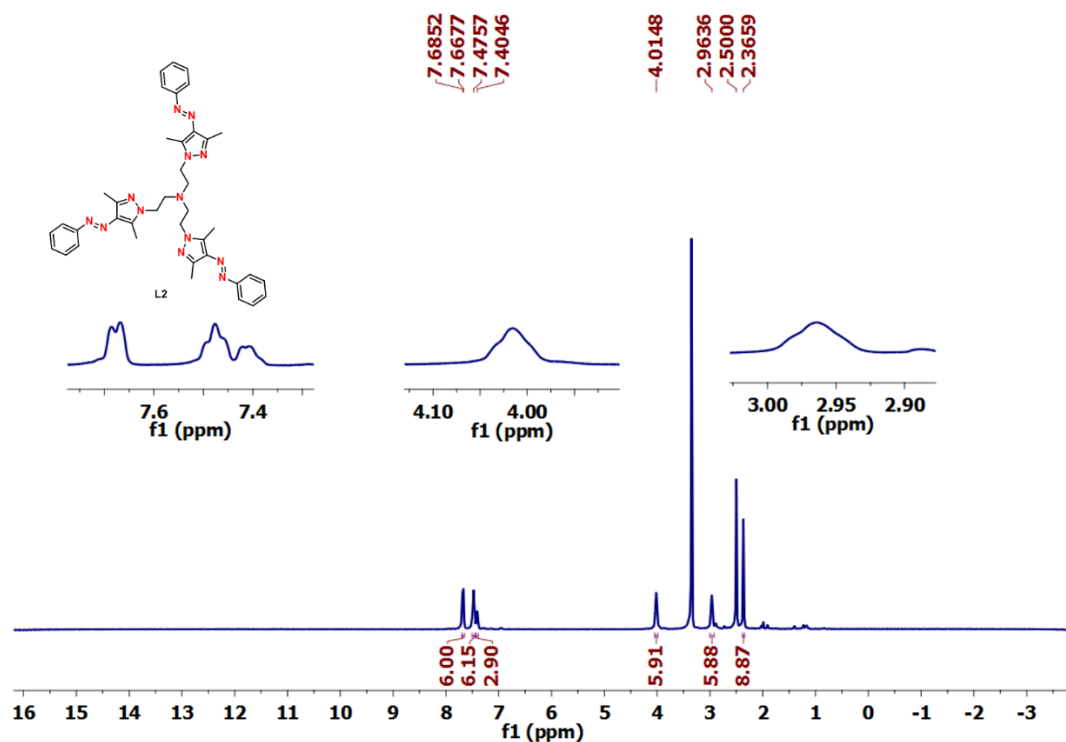 7.6852
7.6677
7.4757
7.4046
4.0148
2.9636
2.5000
2.3659
N N
N N
N N N
N N N
N
N
N N
N
L2
7.6 7.4
f1 (ppm)
4.10 4.00
f1 (ppm)
3.00 2.95 2.90
f1 (ppm)
6.00
6.15
2.90
5.91
5.88
8.87
16 15 14 13 12 11 10 9 8 7 6 5 4 3 2 1 0 -1 -2 -3
f1 (ppm)